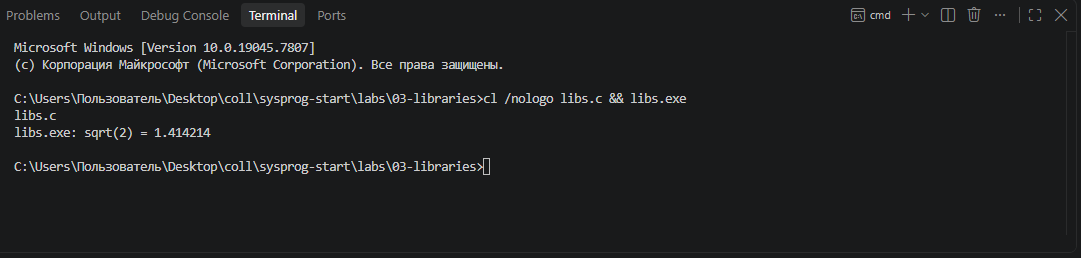 Problems Output Debug Console Terminal Ports cmd
Microsoft Windows [Version 10.0.19045.7807]
(c) Корпорация Майкрософт (Microsoft Corporation). Все права защищены.
C:\Users\Пользователь\Desktop\coll\sysprog-start\labs\03-libraries>cl /nologo libs.c && libs.exe
libs.c
libs.exe: sqrt(2) = 1.414214
C:\Users\Пользователь\Desktop\coll\sysprog-start\labs\03-libraries>